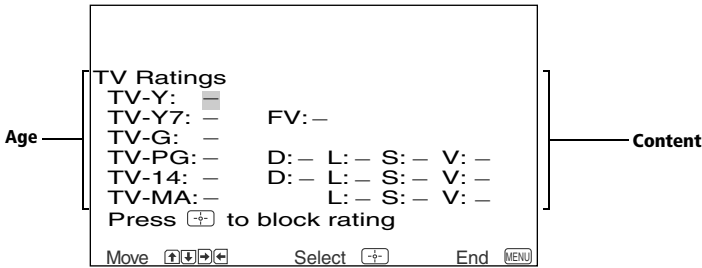 TV Ratings
TV-Y: –
TV-Y7: – FV: –
TV-G: –
TV-PG: – D: – L: – S: – V: –
TV-14: – D: – L: – S: – V: –
TV-MA: – L: – S: – V: –
Age
Content
Press to block rating
Move Select End MENU